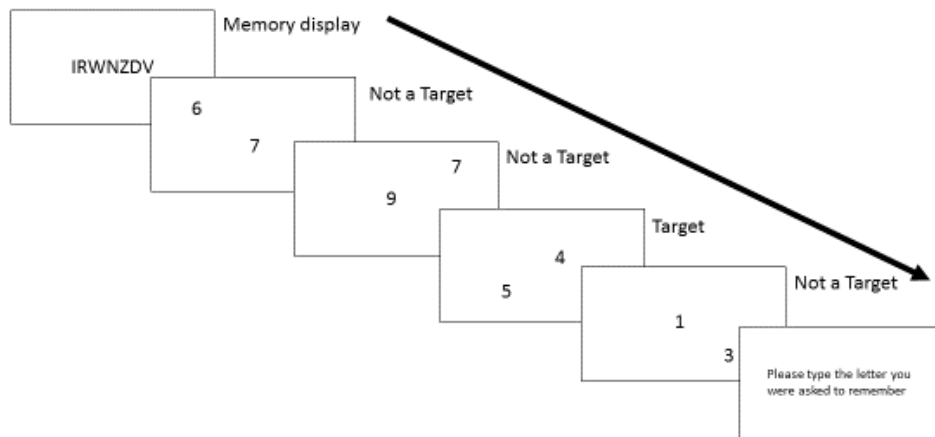 IRWNZDV
Memory display
6
7
Not a Target
7
9
Not a Target
4
5
Target
1
3
Not a Target
Please type the letter you
were asked to remember